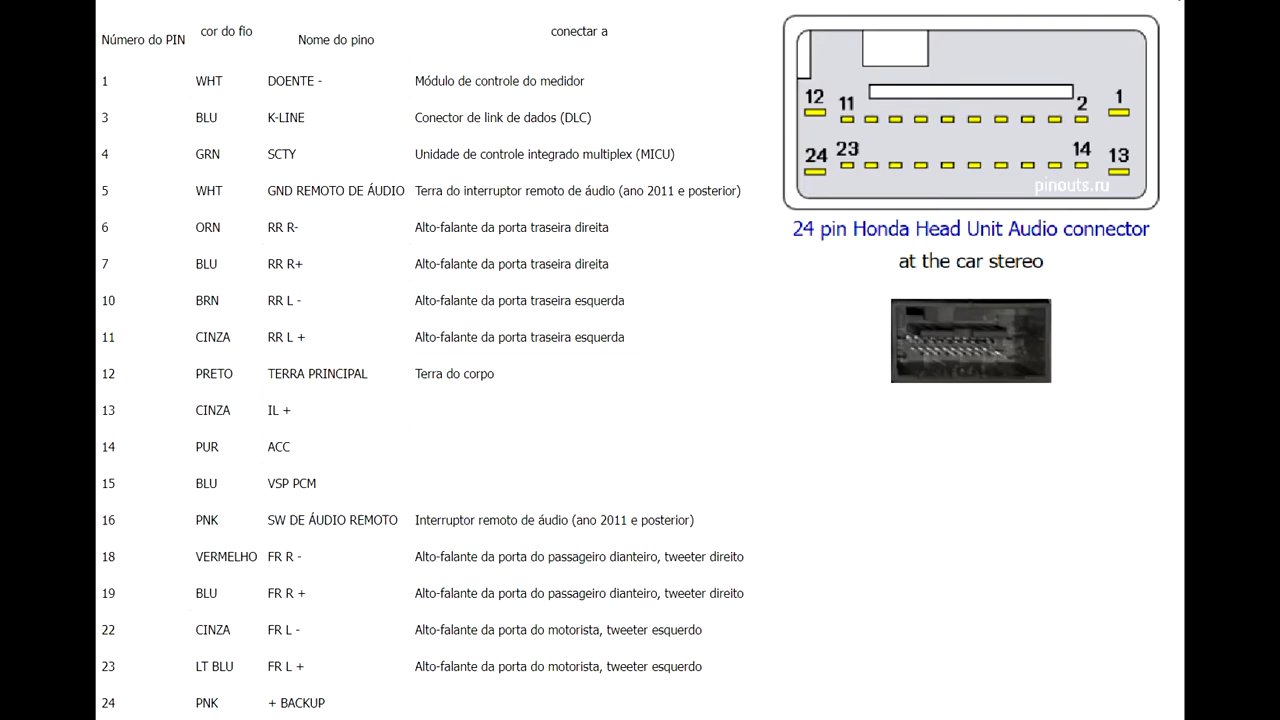 Número do PIN cor do fio Nome do pino conectar a
1 WHT DOENTE - Módulo de controle do medidor
3 BLU K-LINE Conector de link de dados (DLC)
4 GRN SCTY Unidade de controle integrado multiplex (MICU)
5 WHT GND REMOTO DE ÁUDIO Terra do interruptor remoto de áudio (ano 2011 e posterior)
6 ORN RR R- Alto-falante da porta traseira direita
7 BLU RR R+ Alto-falante da porta traseira direita
10 BRN RR L - Alto-falante da porta traseira esquerda
11 CINZA RR L + Alto-falante da porta traseira esquerda
12 PRETO TERRA PRINCIPAL Terra do corpo
13 CINZA IL +
14 PUR ACC
15 BLU VSP PCM
16 PNK SW DE ÁUDIO REMOTO Interruptor remoto de áudio (ano 2011 e posterior)
18 VERMELHO FR R - Alto-falante da porta do passageiro dianteiro, tweeter direito
19 BLU FR R + Alto-falante da porta do passageiro dianteiro, tweeter direito
22 CINZA FR L - Alto-falante da porta do motorista, tweeter esquerdo
23 LT BLU FR L + Alto-falante da porta do motorista, tweeter esquerdo
24 PNK + BACKUP
12 11 2 1
24 23 14 13
pinouts.ru
24 pin Honda Head Unit Audio connector
at the car stereo